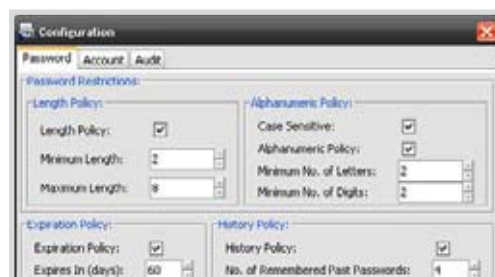 Configuration
Password Account Audit
Password Restrictions:
Length Policy:
Length Policy:
Minimum Length: 2
Maximum Length: 8
Alphanumeric Policy:
Case Sensitive:
Alphanumeric Policy:
Minimum No. of Letters: 2
Minimum No. of Digits: 2
Expiration Policy:
Expiration Policy:
Expires In (days): 60
History Policy:
History Policy:
No. of Remembered Past Passwords: 4